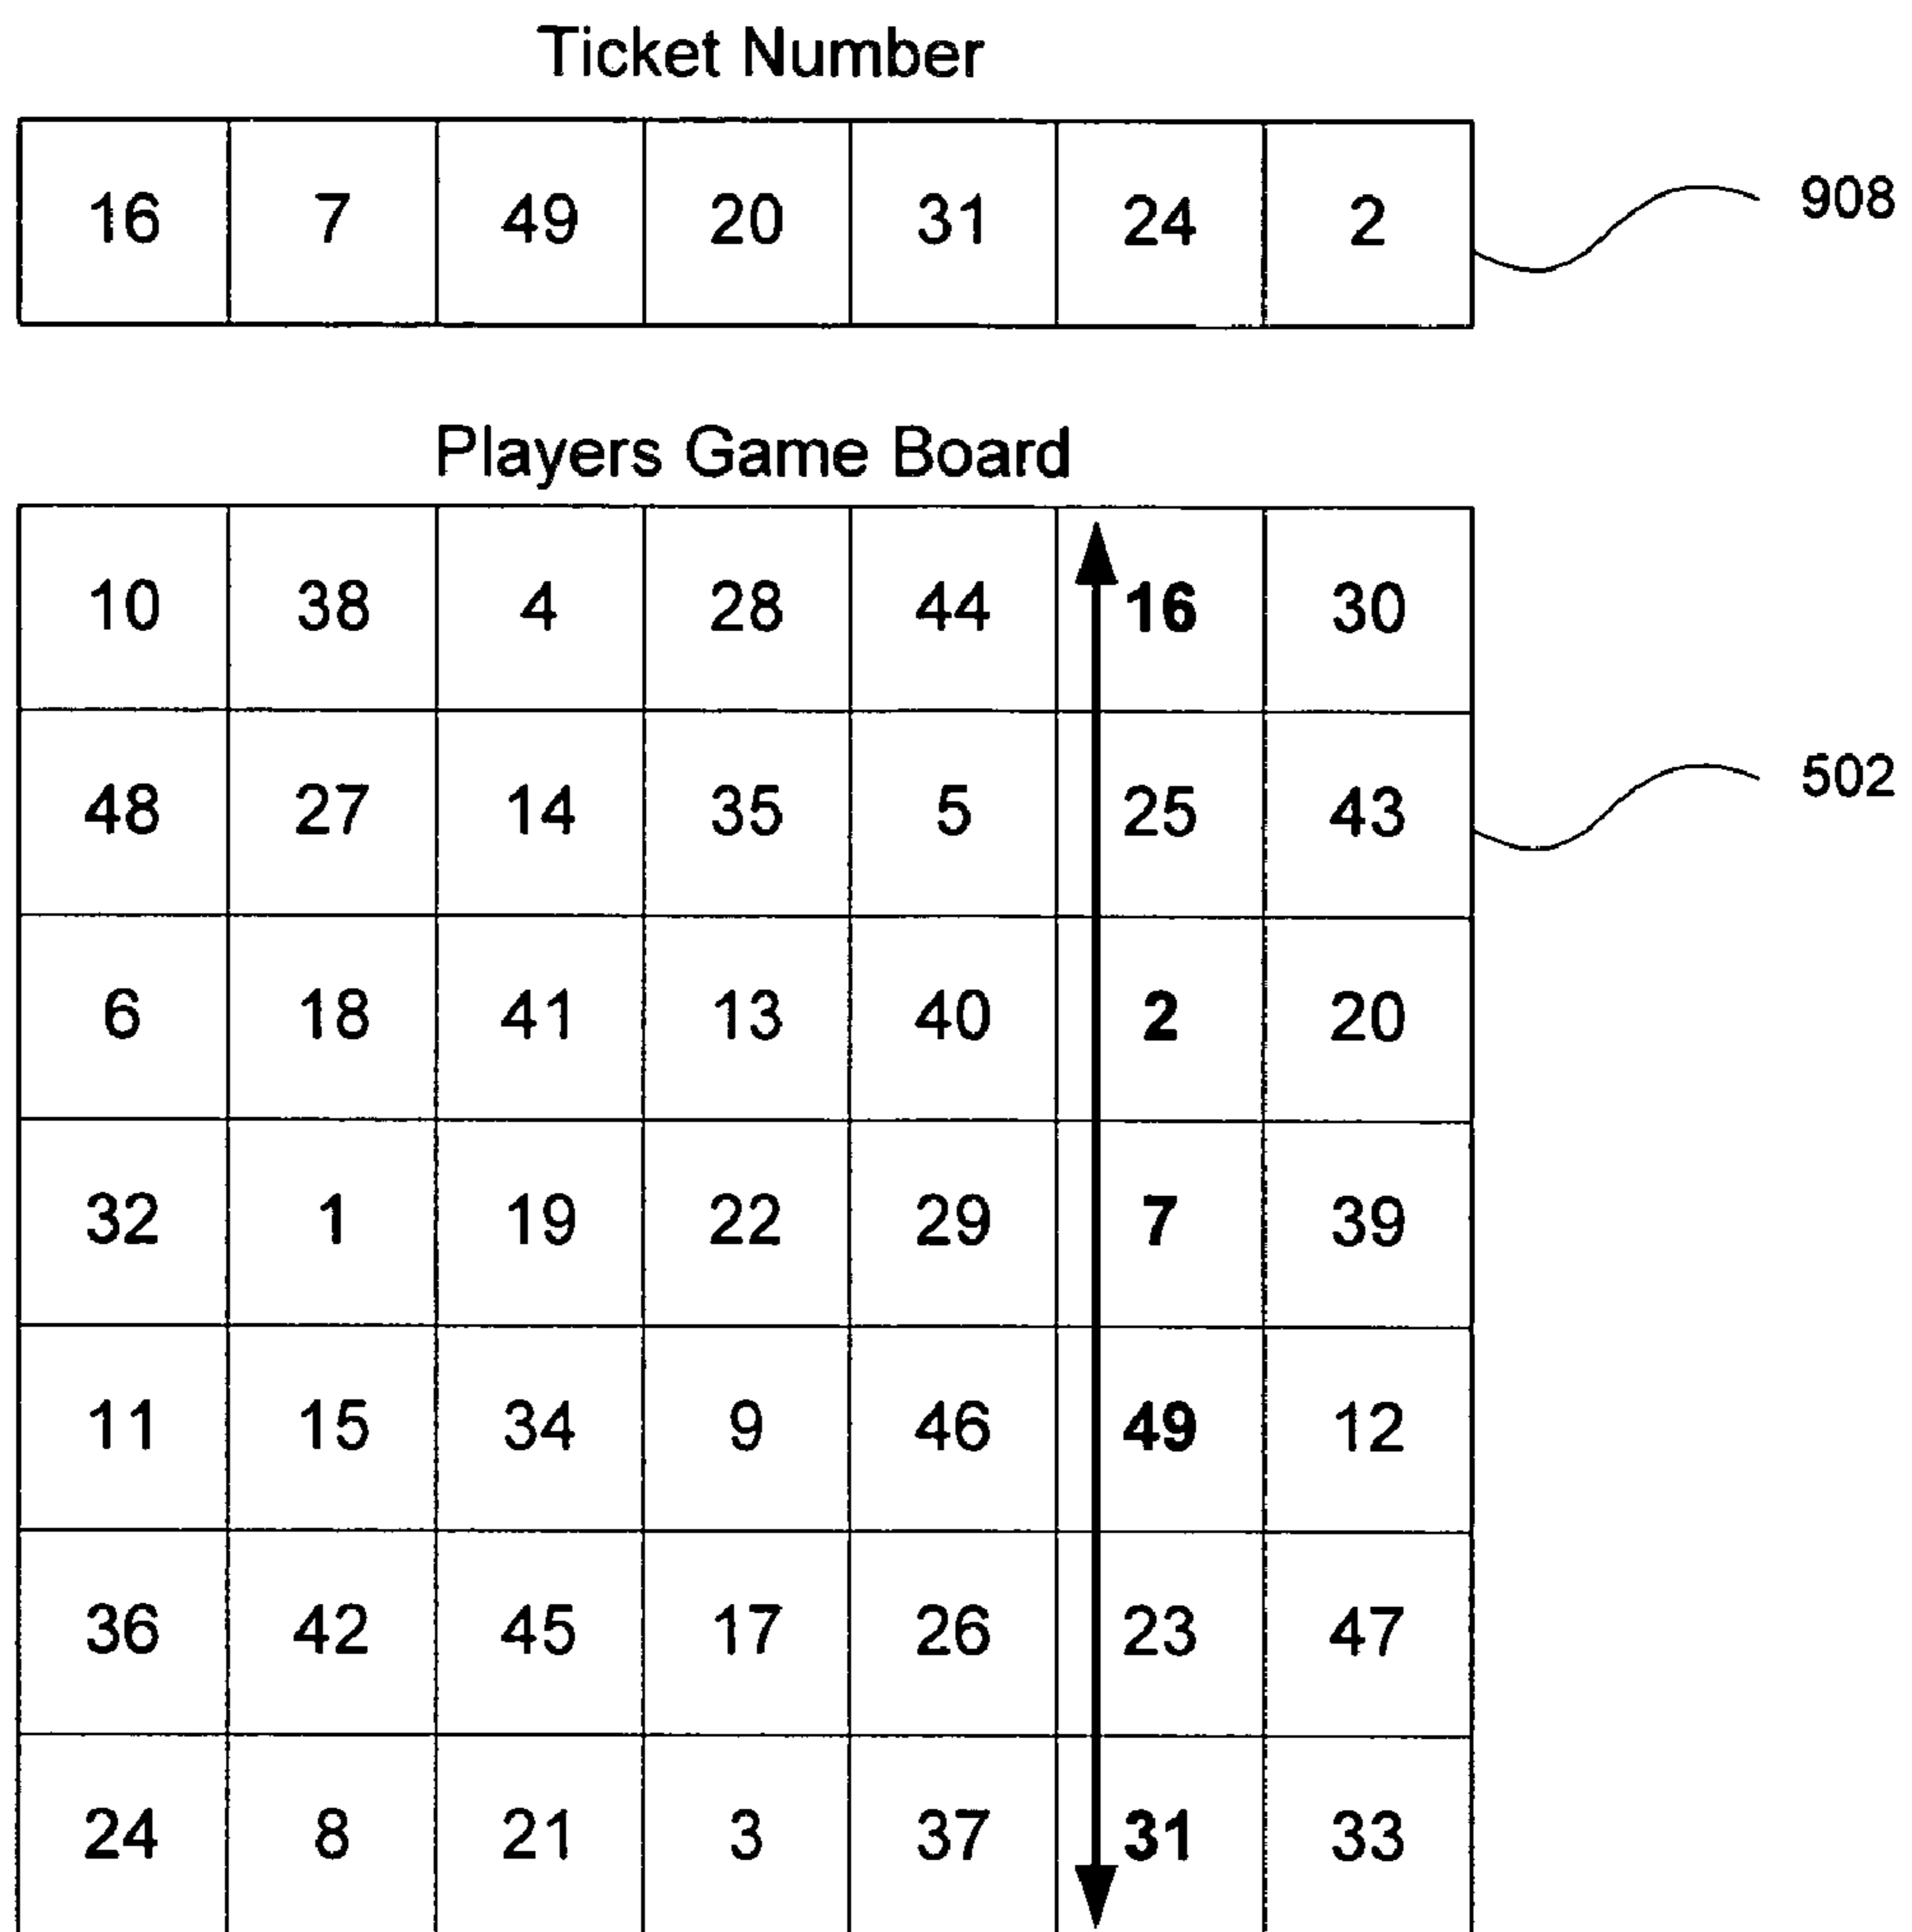 Ticket Number
16 7 49 20 31 24 2
908
Players Game Board
10 38 4 28 44 16 30
48 27 14 35 5 25 43
502
6 18 41 13 40 2 20
32 1 19 22 29 7 39
11 15 34 9 46 49 12
36 42 45 17 26 23 47
24 8 21 3 37 31 33